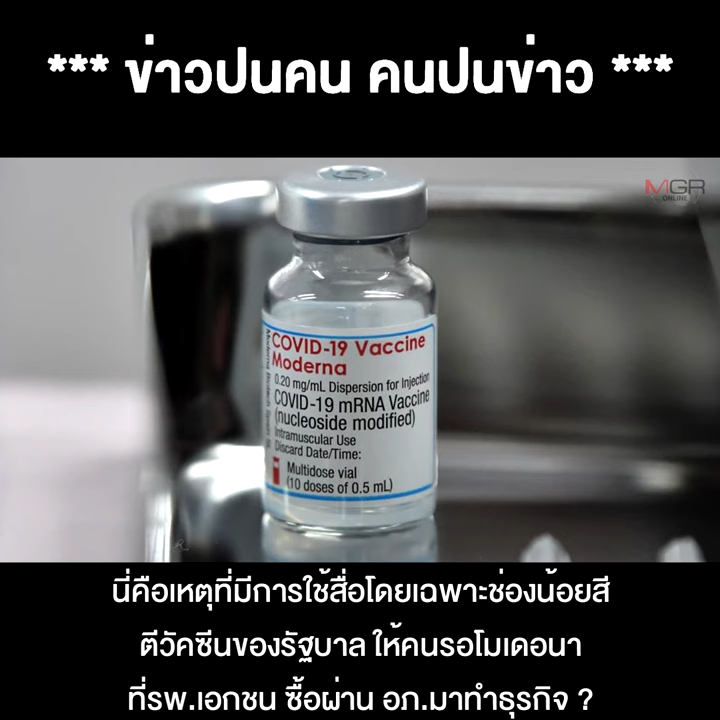 *** ข่าวปนคน คนปนข่าว ***
MGR
ONLINE
COVID-19 Vaccine
Moderna
0.20 mg/mL Dispersion for Injection
COVID-19 mRNA Vaccine
(nucleoside modified)
Intramuscular Use
Discard Date/Time:
Multidose vial
(10 doses of 0.5 mL)
นี่คือเหตุที่มีการใช้สื่อโดยเฉพาะช่องน้อยสี
ตีวัคซีนของรัฐบาล ให้คนรอโมเดอนา
ที่รพ.เอกชน ซื้อผ่าน อภ.มาทำธุรกิจ ?